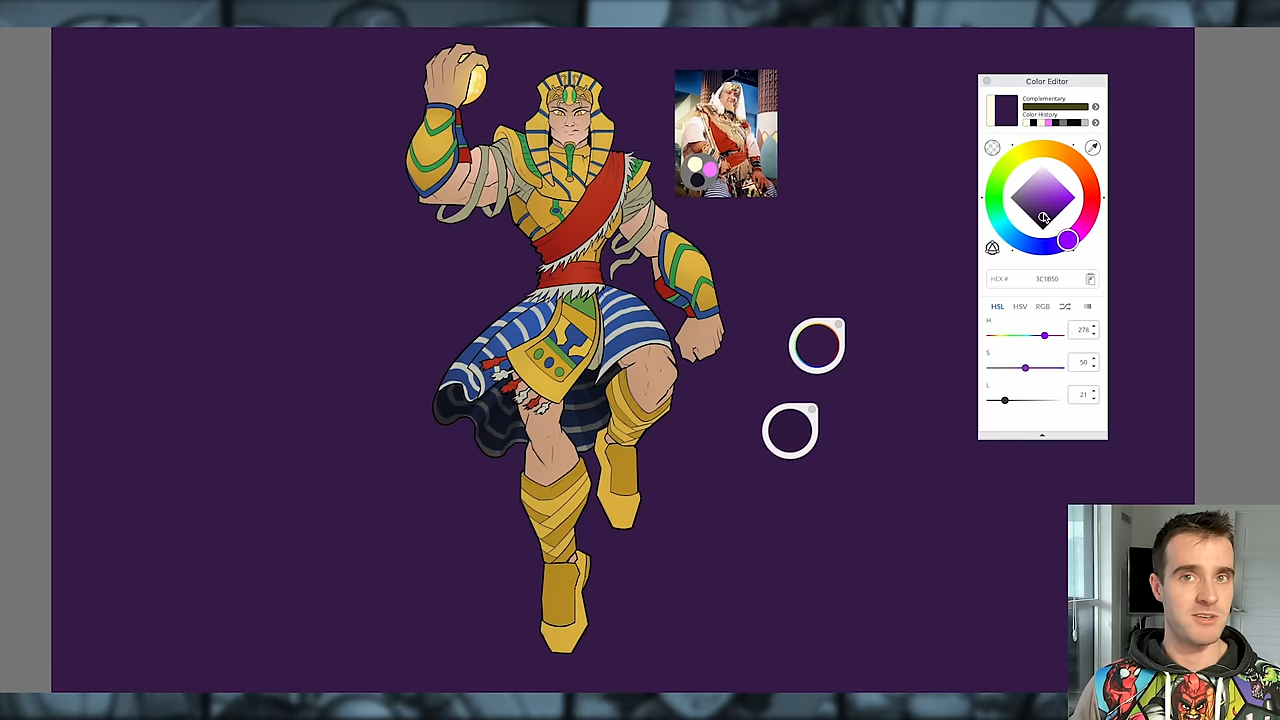 Color Editor
Complementary
Color History
HEX #
3C1B50
HSL
HSV
RGB
H
278
S
50
L
21